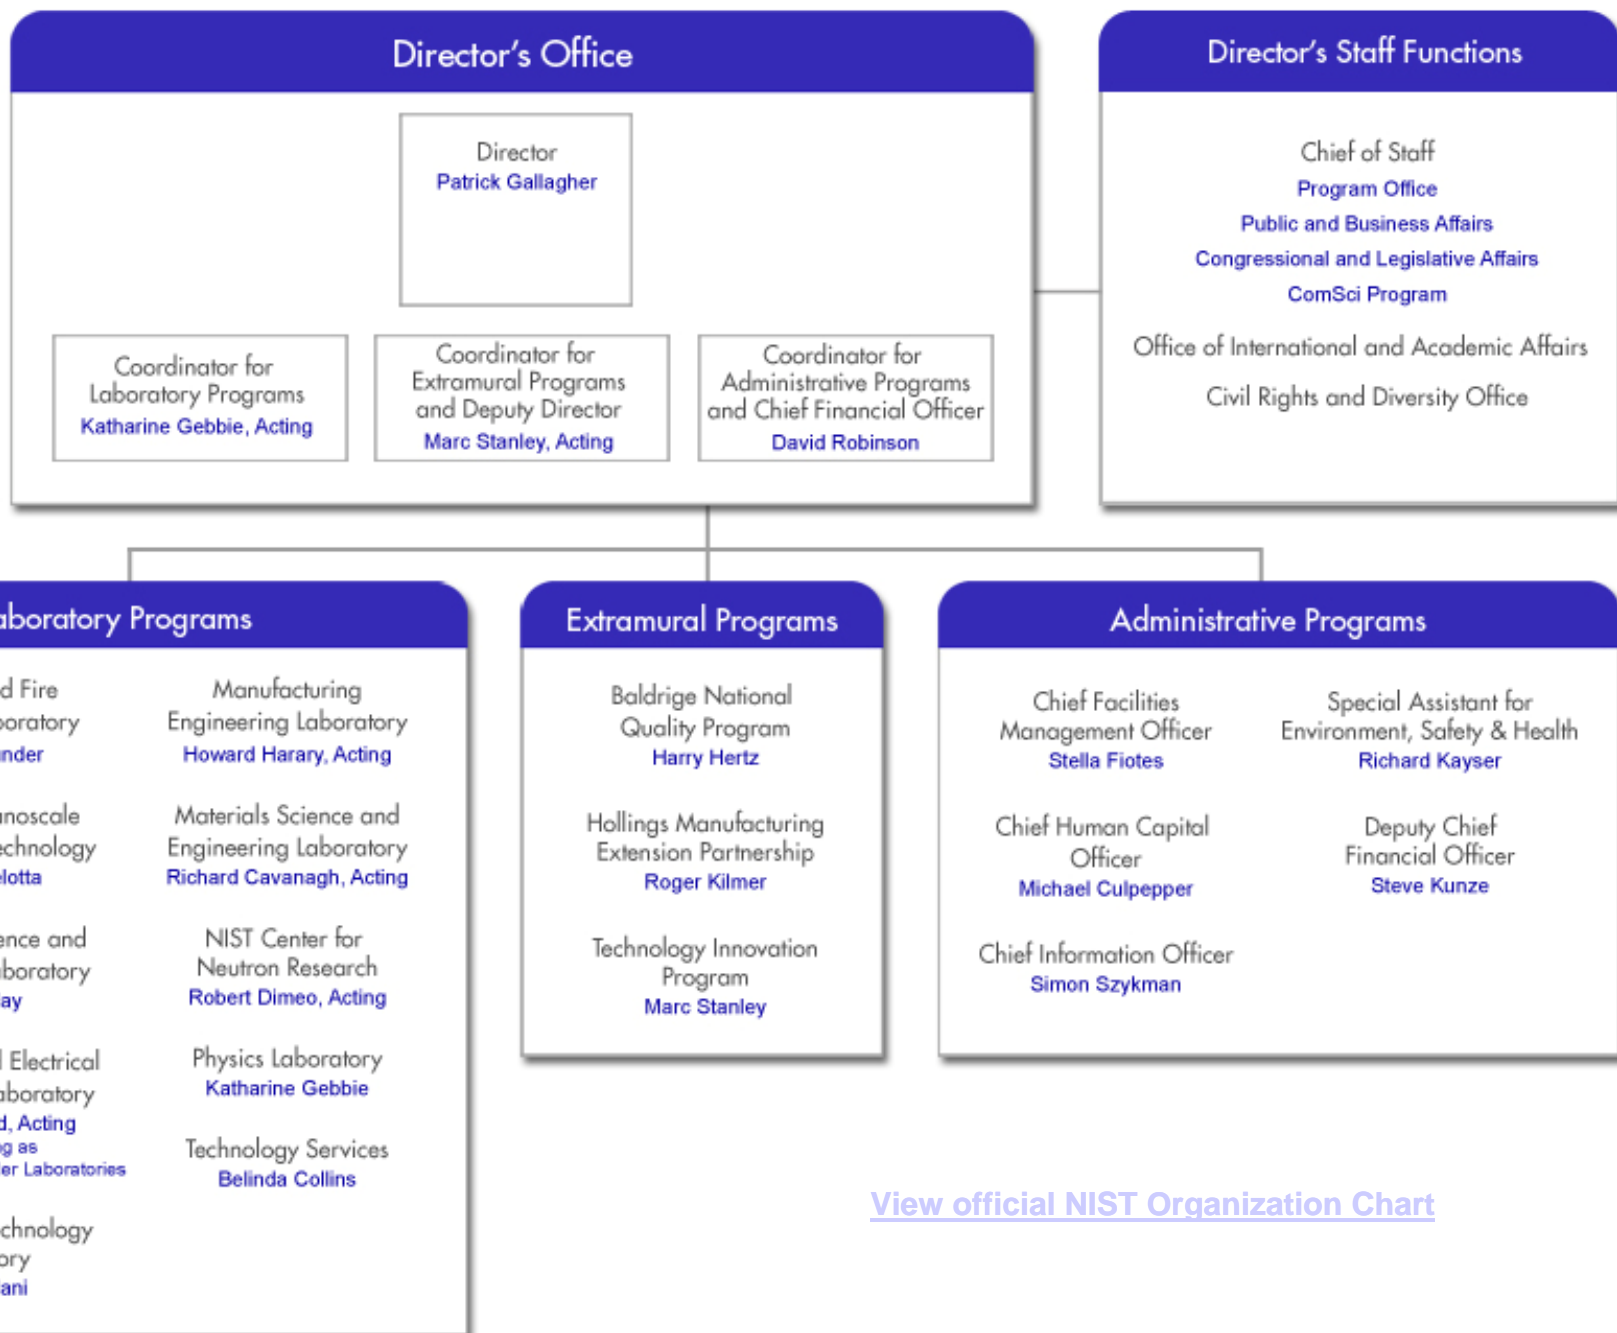 Director's Office
Director
Patrick Gallagher
Coordinator for
Laboratory Programs
Katharine Gebbie, Acting
Coordinator for
Extramural Programs
and Deputy Director
Marc Stanley, Acting
Coordinator for
Administrative Programs
and Chief Financial Officer
David Robinson
Director's Staff Functions
Chief of Staff
Program Office
Public and Business Affairs
Congressional and Legislative Affairs
ComSci Program
Office of International and Academic Affairs
Civil Rights and Diversity Office
Programs
Fire
Electrical
, Acting
as
Laboratories
Manufacturing
Engineering Laboratory
Howard Harary, Acting
Materials Science and
Engineering Laboratory
Richard Cavanagh, Acting
NIST Center for
Neutron Research
Robert Dimeo, Acting
Physics Laboratory
Katharine Gebbie
Technology Services
Belinda Collins
Extramural Programs
Baldrige National
Quality Program
Harry Hertz
Hollings Manufacturing
Extension Partnership
Roger Kilmer
Technology Innovation
Program
Marc Stanley
Administrative Programs
Chief Facilities
Management Officer
Stella Fiotes
Chief Human Capital
Officer
Michael Culpepper
Chief Information Officer
Simon Szykman
Special Assistant for
Environment, Safety & Health
Richard Kayser
Deputy Chief
Financial Officer
Steve Kunze
View official NIST Organization Chart